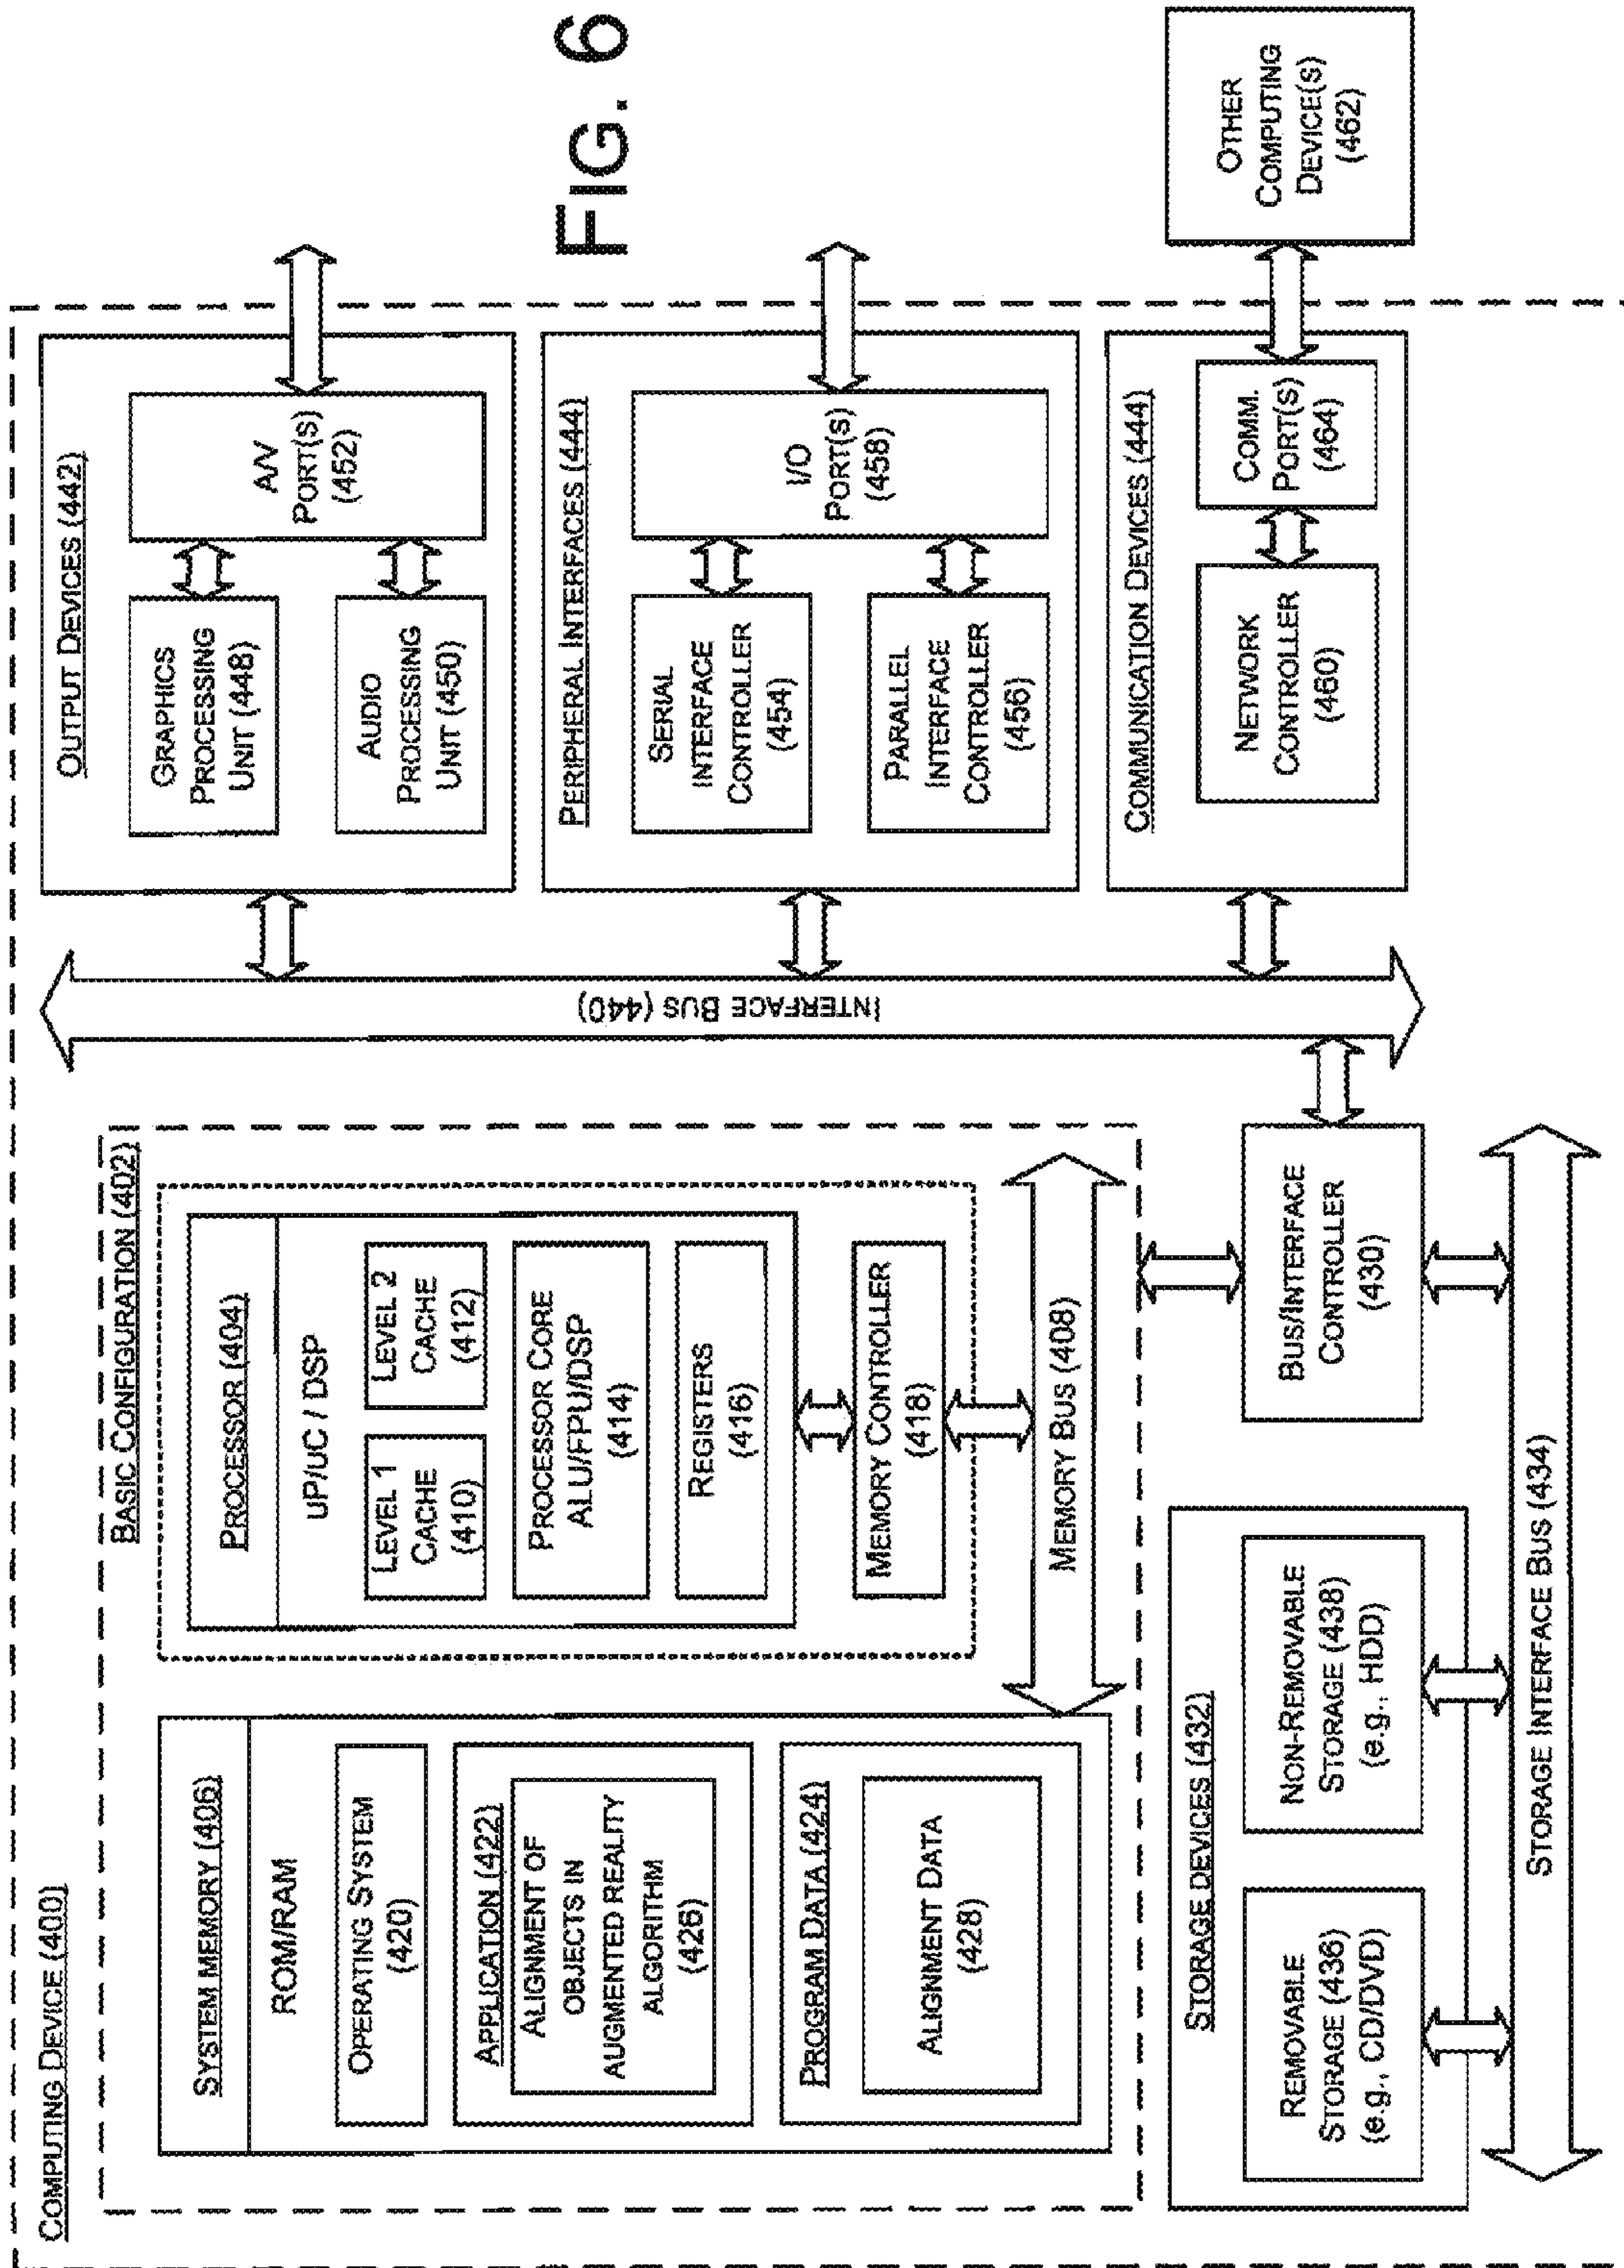 COMPUTING DEVICE (400)
BASIC CONFIGURATION (402)
SYSTEM MEMORY (406)
ROM/RAM
OPERATING SYSTEM
(420)
APPLICATION (422)
ALIGNMENT OF
OBJECTS IN
AUGMENTED REALITY
ALGORITHM
(426)
PROGRAM DATA (424)
ALIGNMENT DATA
(428)
PROCESSOR (404)
uP/uC / DSP
LEVEL 1
CACHE
(410)
LEVEL 2
CACHE
(412)
PROCESSOR CORE
ALU/FPU/DSP
(414)
REGISTERS
(416)
MEMORY CONTROLLER
(418)
MEMORY BUS (408)
BUS/INTERFACE
CONTROLLER
(430)
STORAGE DEVICES (432)
REMOVABLE
STORAGE (436)
(e.g., CD/DVD)
NON-REMOVABLE
STORAGE (438)
(e.g., HDD)
STORAGE INTERFACE BUS (434)
INTERFACE BUS (440)
OUTPUT DEVICES (442)
GRAPHICS
PROCESSING
UNIT (448)
AUDIO
PROCESSING
UNIT (450)
A/V
PORT(S)
(452)
PERIPHERAL INTERFACES (444)
SERIAL
INTERFACE
CONTROLLER
(454)
PARALLEL
INTERFACE
CONTROLLER
(456)
I/O
PORT(S)
(458)
COMMUNICATION DEVICES (444)
NETWORK
CONTROLLER
(460)
COMM.
PORT(S)
(464)
OTHER
COMPUTING
DEVICE(S)
(462)
FIG. 6